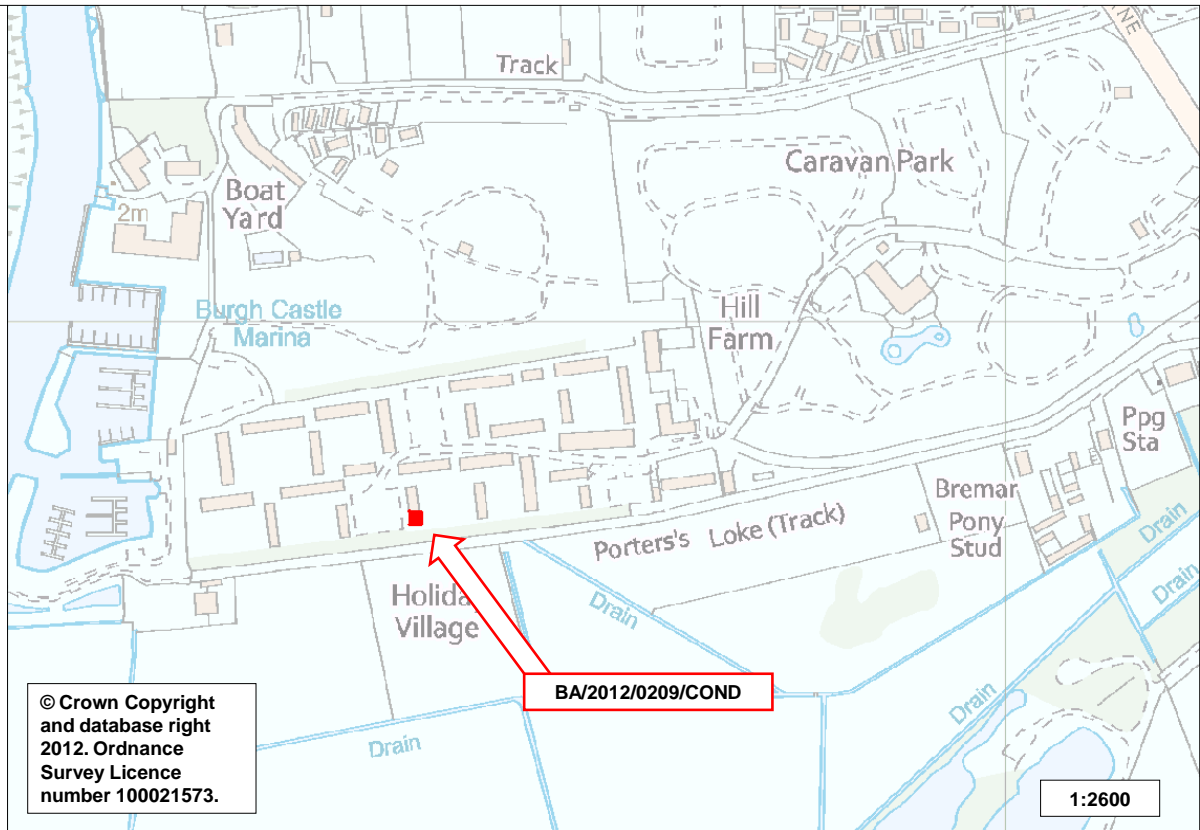 NE
Track
Caravan Park
Boat
Yard
2m
Burgh Castle
Marina
Hill
Farm
Ppg
Sta
Bremar
Pony
Stud
Porters's Loke (Track)
Drain
Drain
Drain
Holida
Village
Drain
Drain
BA/2012/0209/COND
© Crown Copyright
and database right
2012. Ordnance
Survey Licence
number 100021573.
1:2600